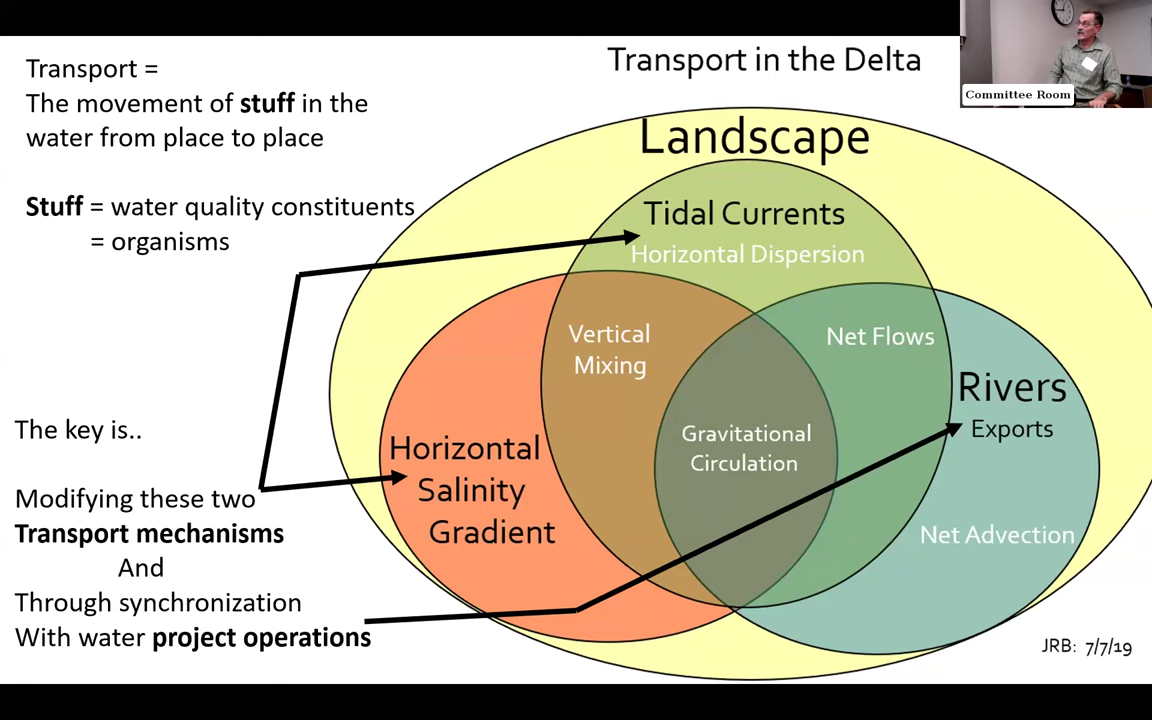 Transport in the Delta
Committee Room
Transport =
The movement of stuff in the
water from place to place
Stuff = water quality constituents
= organisms
The key is..
Modifying these two
Transport mechanisms
And
Through synchronization
With water project operations
Landscape
Tidal Currents
Horizontal Dispersion
Vertical
Mixing
Net Flows
Rivers
Exports
Gravitational
Circulation
Horizontal
Salinity
Gradient
Net Advection
JRB: 7/7/19